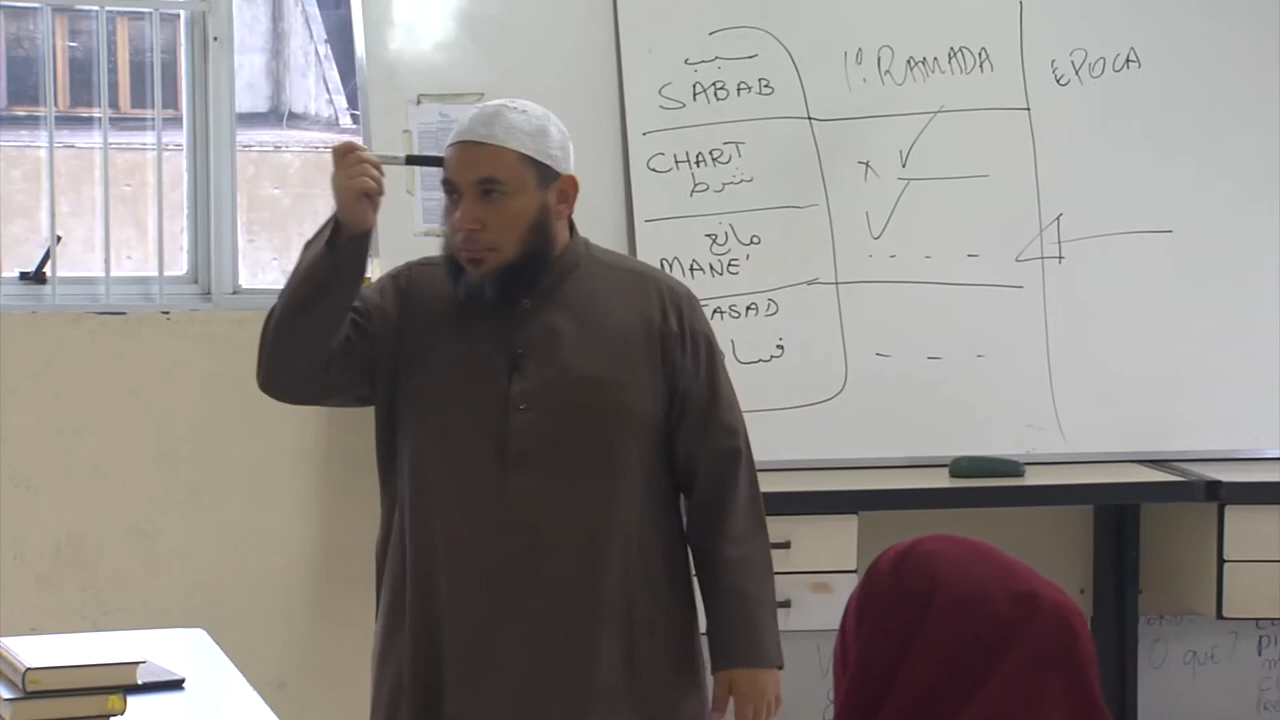 سبب
SABAB
1º. RAMADA
ÉPOCA
CHART
شرط
x
مانع
MANE'
FASAD
O QUE?